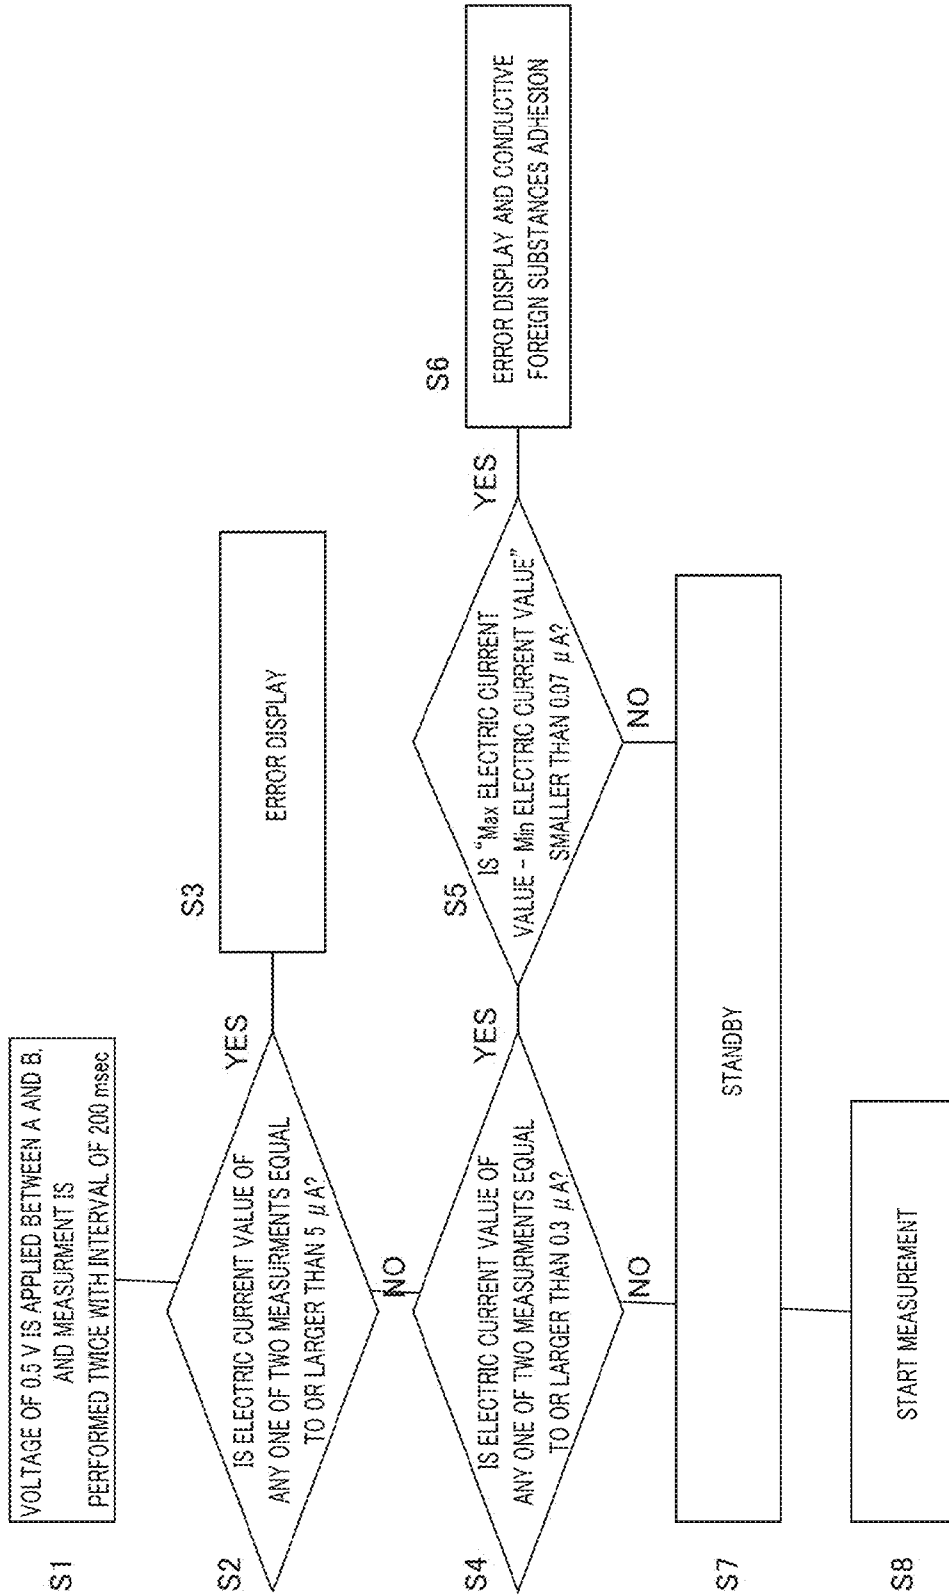 S1
VOLTAGE OF 0.5 V IS APPLIED BETWEEN A AND B,
AND MEASURMENT IS
PERFORMED TWICE WITH INTERVAL OF 200 msec
S2
IS ELECTRIC CURRENT VALUE OF
ANY ONE OF TWO MEASURMENTS EQUAL
TO OR LARGER THAN 5 μA?
YES
S3
ERROR DISPLAY
NO
S4
IS ELECTRIC CURRENT VALUE OF
ANY ONE OF TWO MEASURMENTS EQUAL
TO OR LARGER THAN 0.3 μA?
YES
S5
IS “Max ELECTRIC CURRENT
VALUE - Min ELECTRIC CURRENT VALUE”
SMALLER THAN 0.07 μA?
YES
S6
ERROR DISPLAY AND CONDUCTIVE
FOREIGN SUBSTANCES ADHESION
NO
NO
S7
STANDBY
S8
START MEASUREMENT